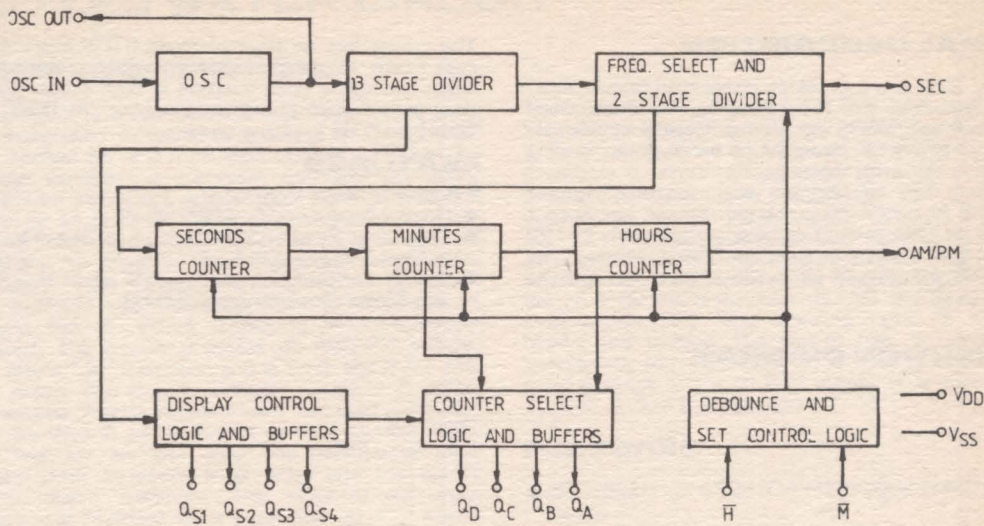 OSC OUT
OSC IN
OSC
13 STAGE DIVIDER
FREQ. SELECT AND
2 STAGE DIVIDER
SEC
SECONDS
COUNTER
MINUTES
COUNTER
HOURS
COUNTER
AM/PM
DISPLAY CONTROL
LOGIC AND BUFFERS
COUNTER SELECT
LOGIC AND BUFFERS
DEBOUNCE AND
SET CONTROL LOGIC
VDD
VSS
QS1 QS2 QS3 QS4
QD QC QB QA
H̅ M̅